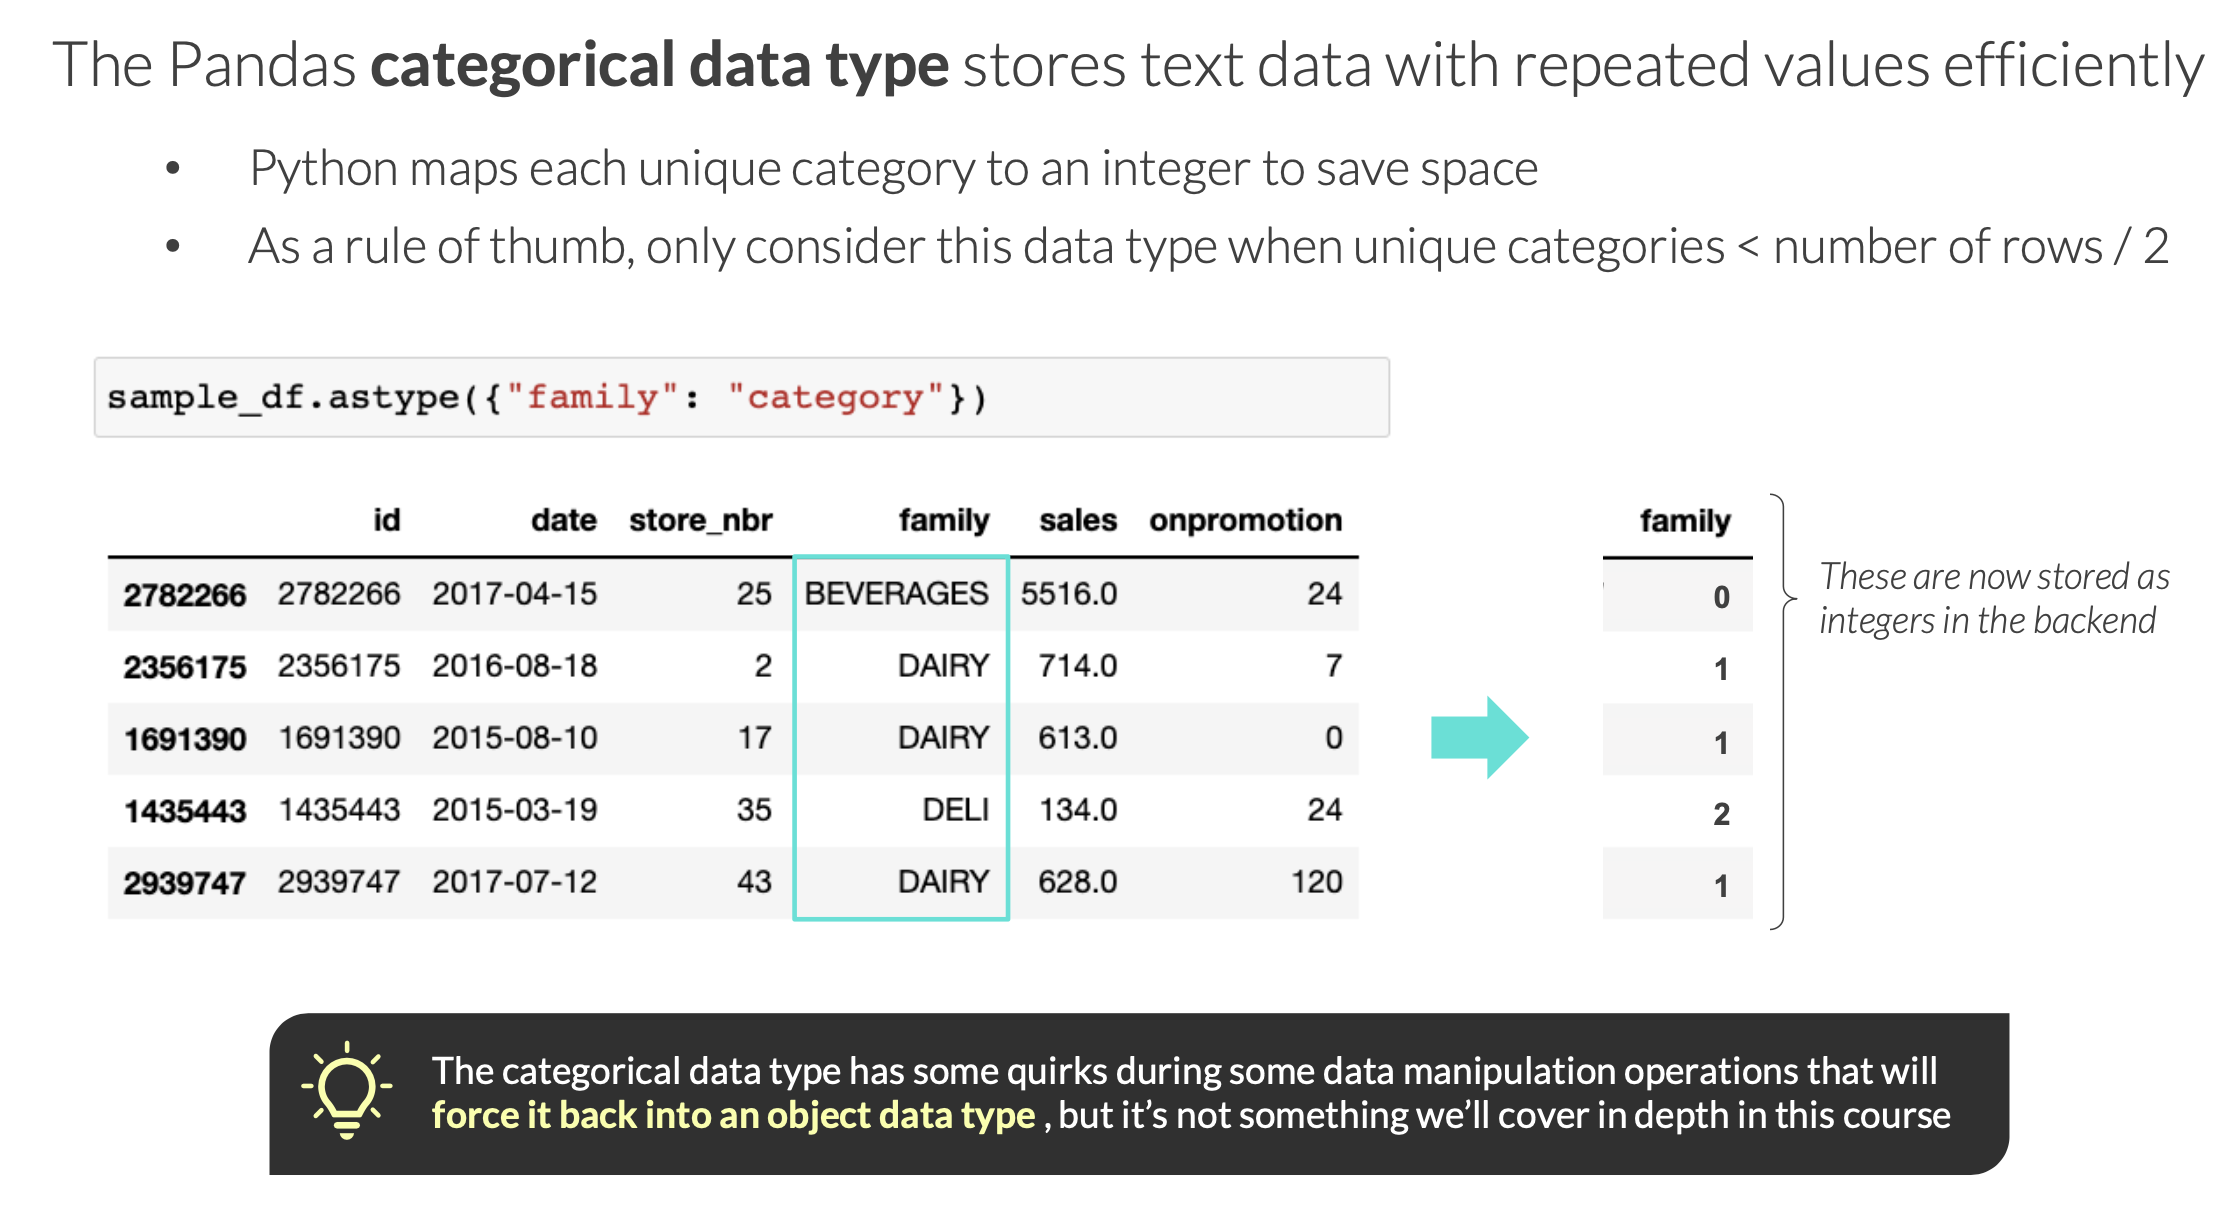 The Pandas categorical data type stores text data with repeated values efficiently
• Python maps each unique category to an integer to save space
• As a rule of thumb, only consider this data type when unique categories < number of rows / 2
sample_df.astype({"family": "category"})
id date store_nbr family sales onpromotion
2782266 2782266 2017-04-15 25 BEVERAGES 5516.0 24
2356175 2356175 2016-08-18 2 DAIRY 714.0 7
1691390 1691390 2015-08-10 17 DAIRY 613.0 0
1435443 1435443 2015-03-19 35 DELI 134.0 24
2939747 2939747 2017-07-12 43 DAIRY 628.0 120
family
0
1
1
2
1
These are now stored as
integers in the backend
The categorical data type has some quirks during some data manipulation operations that will
force it back into an object data type , but it’s not something we’ll cover in depth in this course